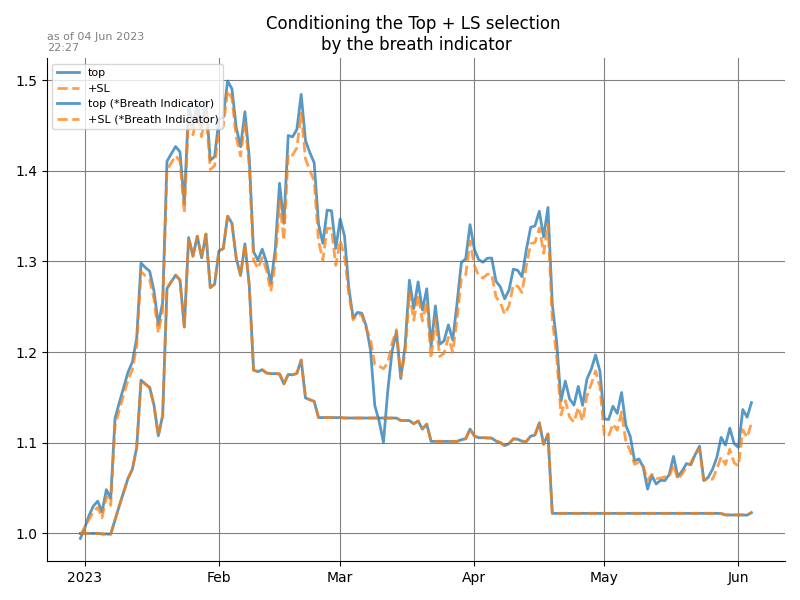 Conditioning the Top + LS selection
by the breath indicator
as of 04 Jun 2023
22:27
top
+SL
top (*Breath Indicator)
+SL (*Breath Indicator)
1.5
1.4
1.3
1.2
1.1
1.0
2023 Feb Mar Apr May Jun